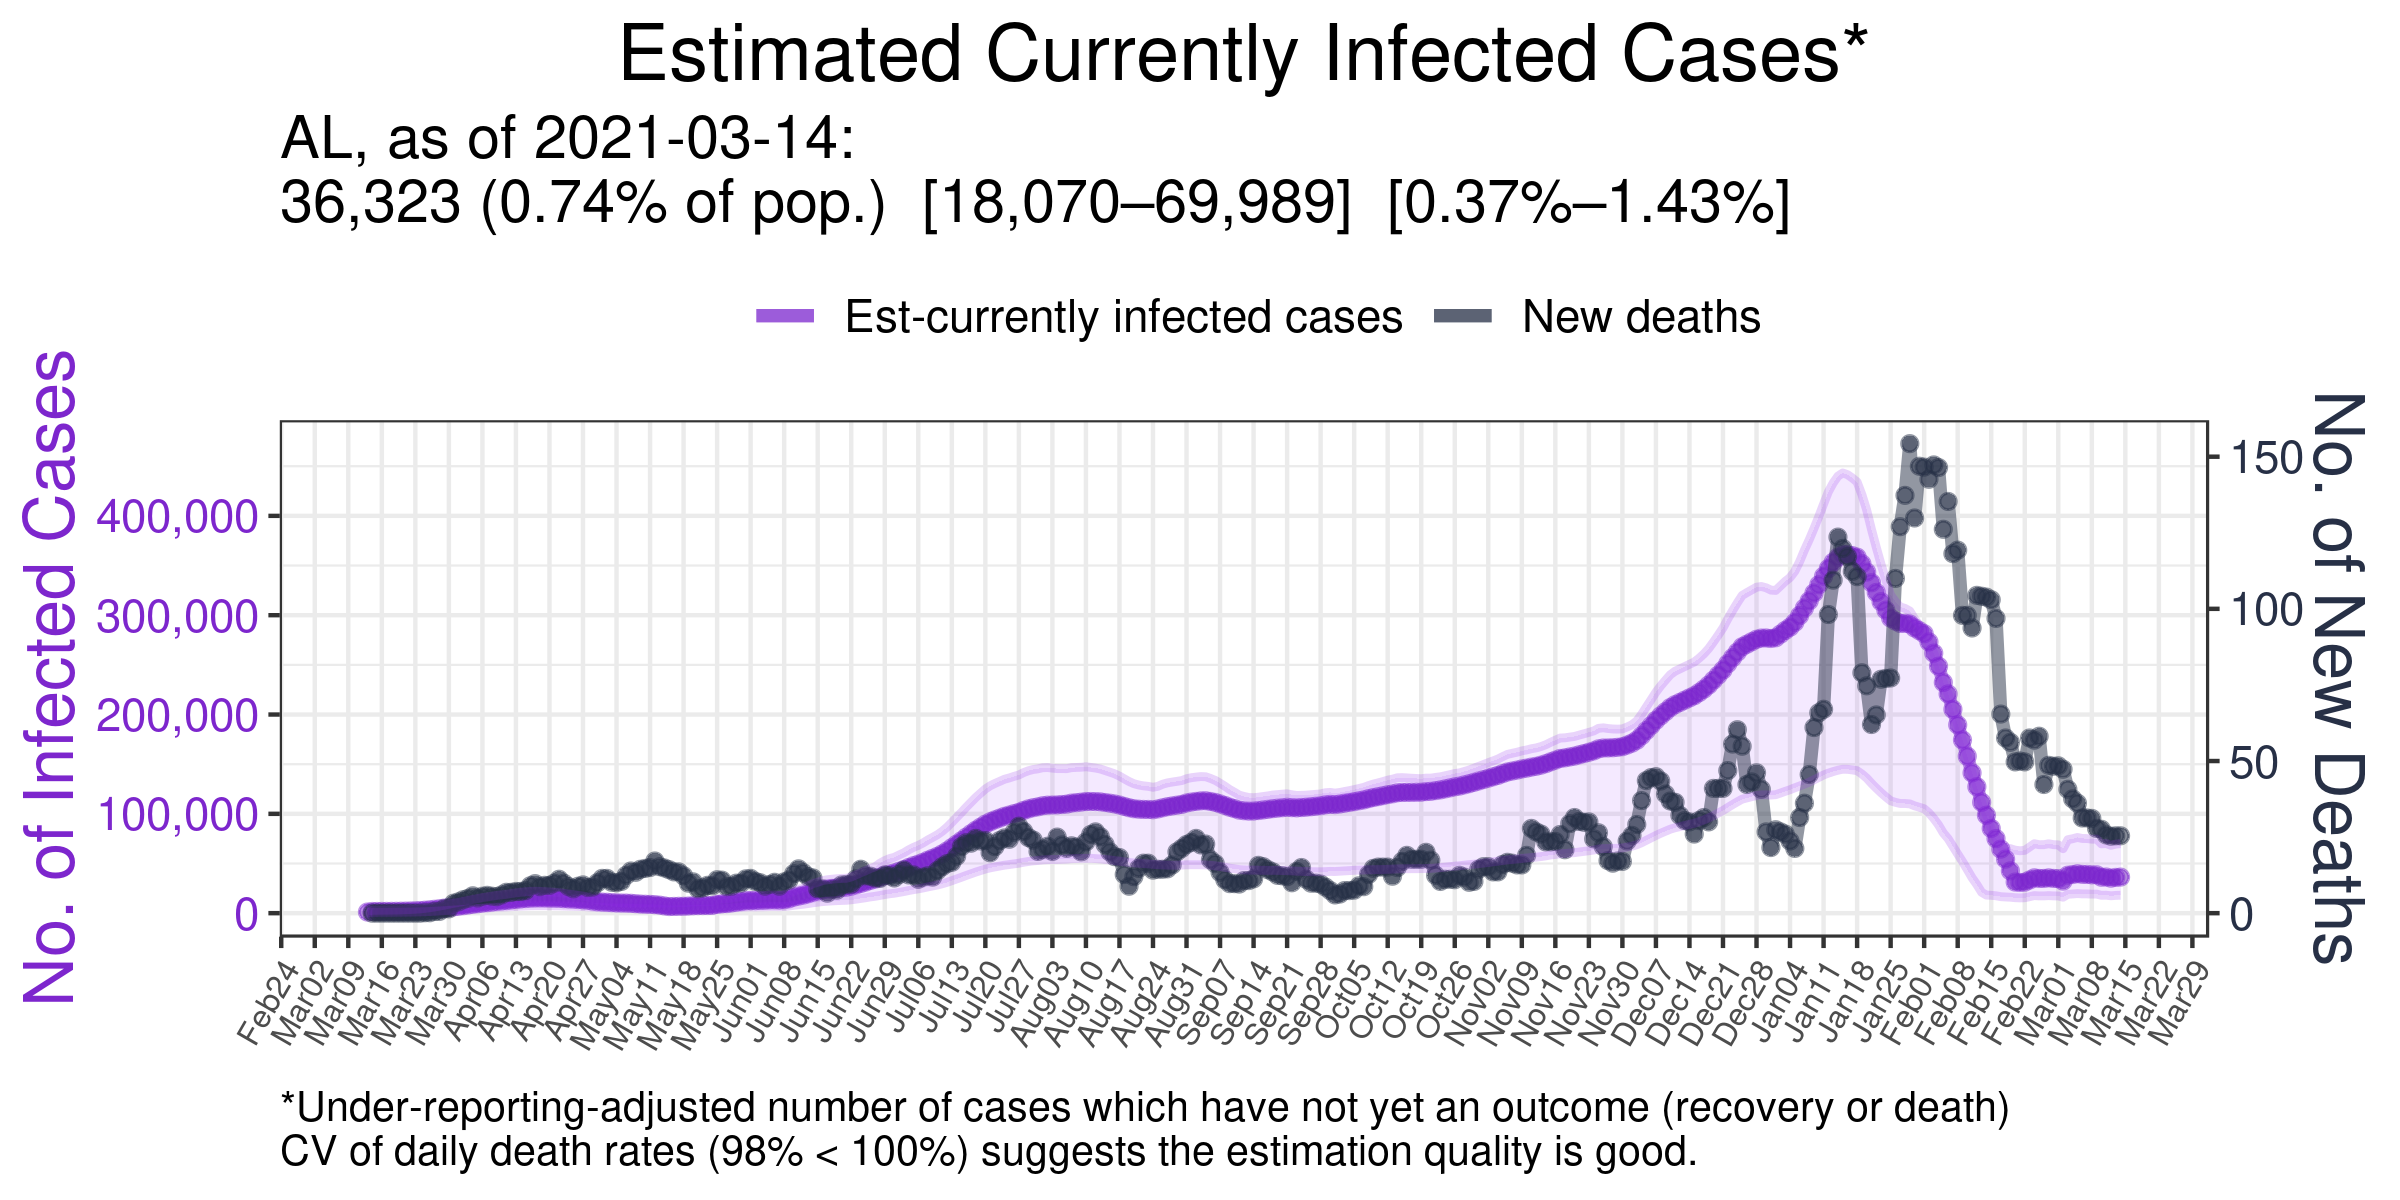 Estimated Currently Infected Cases*
AL, as of 2021-03-14:
36,323 (0.74% of pop.) [18,070–69,989] [0.37%–1.43%]
Est-currently infected cases
New deaths
No. of Infected Cases
400,000
300,000
200,000
100,000
0
150
100
50
0
No. of New Deaths
Feb24
Mar02
Mar09
Mar16
Mar23
Mar30
Apr06
Apr13
Apr20
Apr27
May04
May11
May18
May25
Jun01
Jun08
Jun15
Jun22
Jun29
Jul06
Jul13
Jul20
Jul27
Aug03
Aug10
Aug17
Aug24
Aug31
Sep07
Sep14
Sep21
Sep28
Oct05
Oct12
Oct19
Oct26
Nov02
Nov09
Nov16
Nov23
Nov30
Dec07
Dec14
Dec21
Dec28
Jan04
Jan11
Jan18
Jan25
Feb01
Feb08
Feb15
Feb22
Mar01
Mar08
Mar15
Mar22
Mar29
*Under-reporting-adjusted number of cases which have not yet an outcome (recovery or death)
CV of daily death rates (98% < 100%) suggests the estimation quality is good.